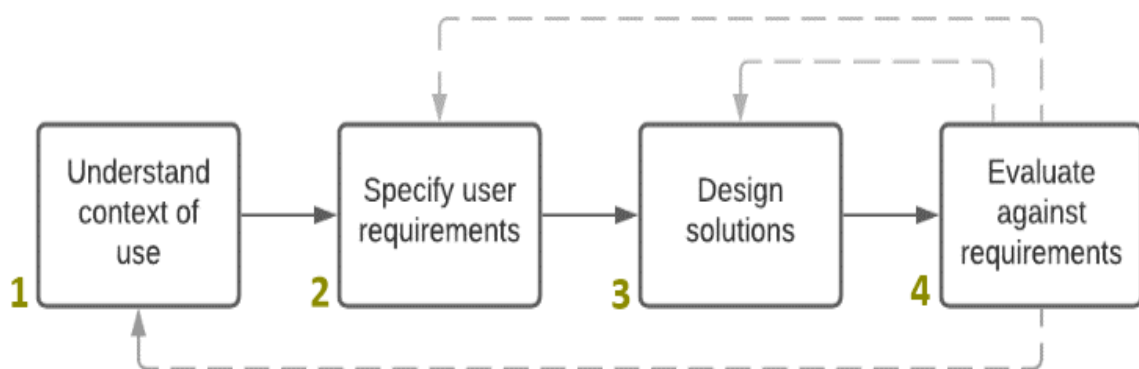 Understand
context of
use
1
Specify user
requirements
2
Design
solutions
3
Evaluate
against
requirements
4